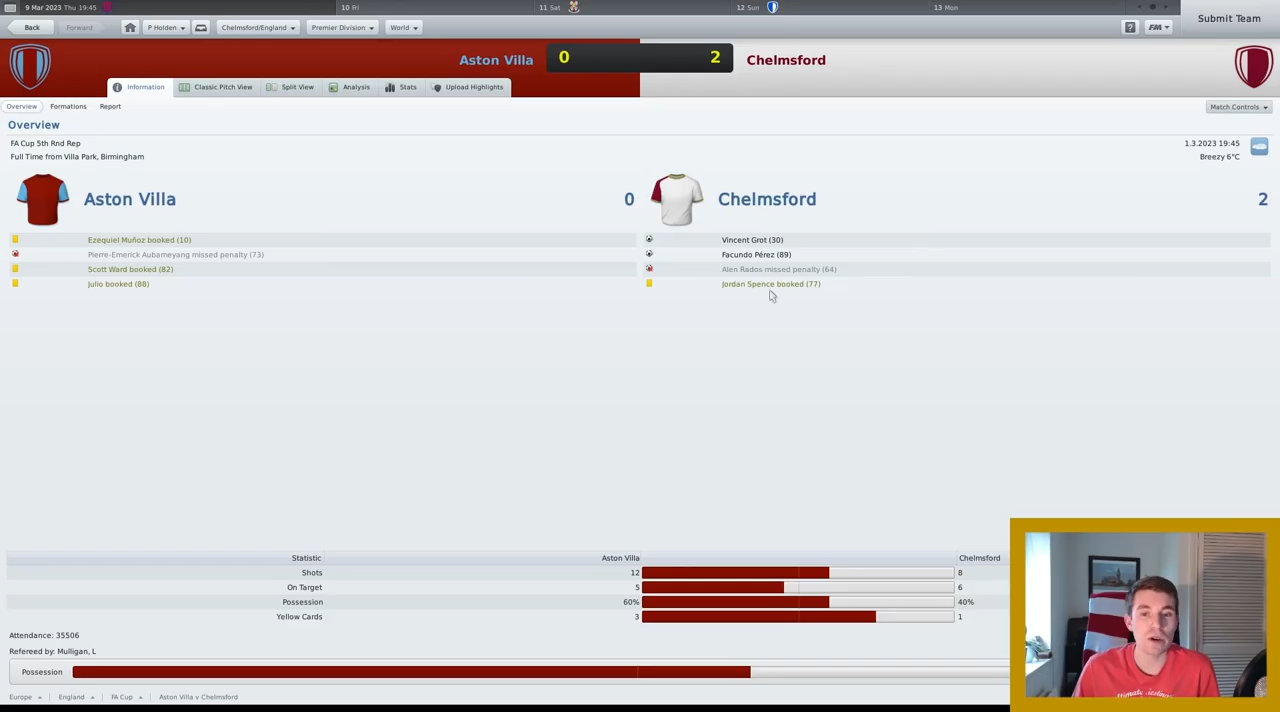 9 Mar 2023 Thu 19:45 10 Fri 11 Sat 12 Sun 13 Mon
Back Forward P Holden Chelmsford/England Premier Division World ? FM Submit Team
Aston Villa 0 2 Chelmsford
Information Classic Pitch View Split View Analysis Stats Upload Highlights
Overview Formations Report Match Controls
Overview
FA Cup 5th Rnd Rep 1.3.2023 19:45
Full Time from Villa Park, Birmingham Breezy 6°C
Aston Villa 0 Chelmsford 2
Ezequiel Muñoz booked (10) Vincent Grot (30)
Pierre-Emerick Aubameyang missed penalty (73) Facundo Pérez (89)
Scott Ward booked (82) Alen Rados missed penalty (64)
Julio booked (88) Jordan Spence booked (77)
Statistic Aston Villa Chelmsford
Shots 12 8
On Target 5 6
Possession 60% 40%
Yellow Cards 3 1
Attendance: 35506
Refereed by: Mulligan, L
Possession
Europe England FA Cup Aston Villa v Chelmsford